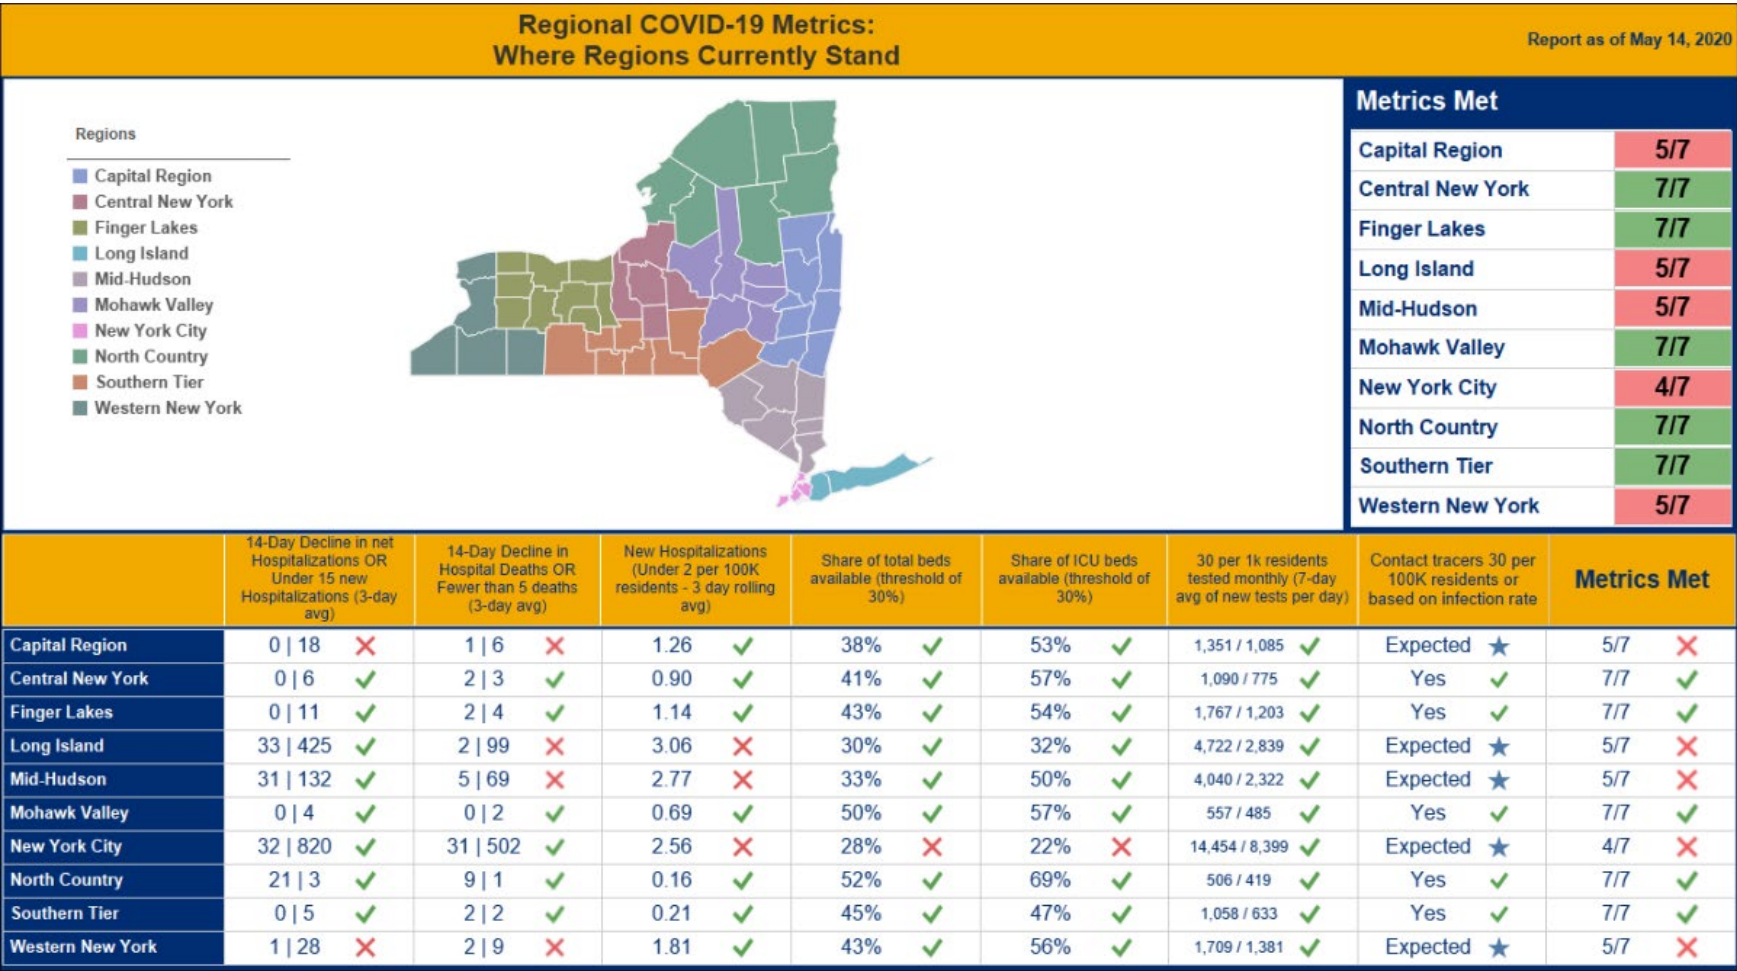 Regional COVID-19 Metrics:
Where Regions Currently Stand
Report as of May 14, 2020
Regions
Capital Region
Central New York
Finger Lakes
Long Island
Mid-Hudson
Mohawk Valley
New York City
North Country
Southern Tier
Western New York
Metrics Met
Capital Region 5/7
Central New York 7/7
Finger Lakes 7/7
Long Island 5/7
Mid-Hudson 5/7
Mohawk Valley 7/7
New York City 4/7
North Country 7/7
Southern Tier 7/7
Western New York 5/7
14-Day Decline in net
Hospitalizations OR
Under 15 new
Hospitalizations (3-day
avg)
14-Day Decline in
Hospital Deaths OR
Fewer than 5 deaths
(3-day avg)
New Hospitalizations
(Under 2 per 100K
residents - 3 day rolling
avg)
Share of total beds
available (threshold of
30%)
Share of ICU beds
available (threshold of
30%)
30 per 1k residents
tested monthly (7-day
avg of new tests per day)
Contact tracers 30 per
100K residents or
based on infection rate
Metrics Met
Capital Region 0 | 18 1 | 6 1.26 38% 53% 1,351 / 1,085 Expected 5/7
Central New York 0 | 6 2 | 3 0.90 41% 57% 1,090 / 775 Yes 7/7
Finger Lakes 0 | 11 2 | 4 1.14 43% 54% 1,767 / 1,203 Yes 7/7
Long Island 33 | 425 2 | 99 3.06 30% 32% 4,722 / 2,839 Expected 5/7
Mid-Hudson 31 | 132 5 | 69 2.77 33% 50% 4,040 / 2,322 Expected 5/7
Mohawk Valley 0 | 4 0 | 2 0.69 50% 57% 557 / 485 Yes 7/7
New York City 32 | 820 31 | 502 2.56 28% 22% 14,454 / 8,399 Expected 4/7
North Country 21 | 3 9 | 1 0.16 52% 69% 506 / 419 Yes 7/7
Southern Tier 0 | 5 2 | 2 0.21 45% 47% 1,058 / 633 Yes 7/7
Western New York 1 | 28 2 | 9 1.81 43% 56% 1,709 / 1,381 Expected 5/7